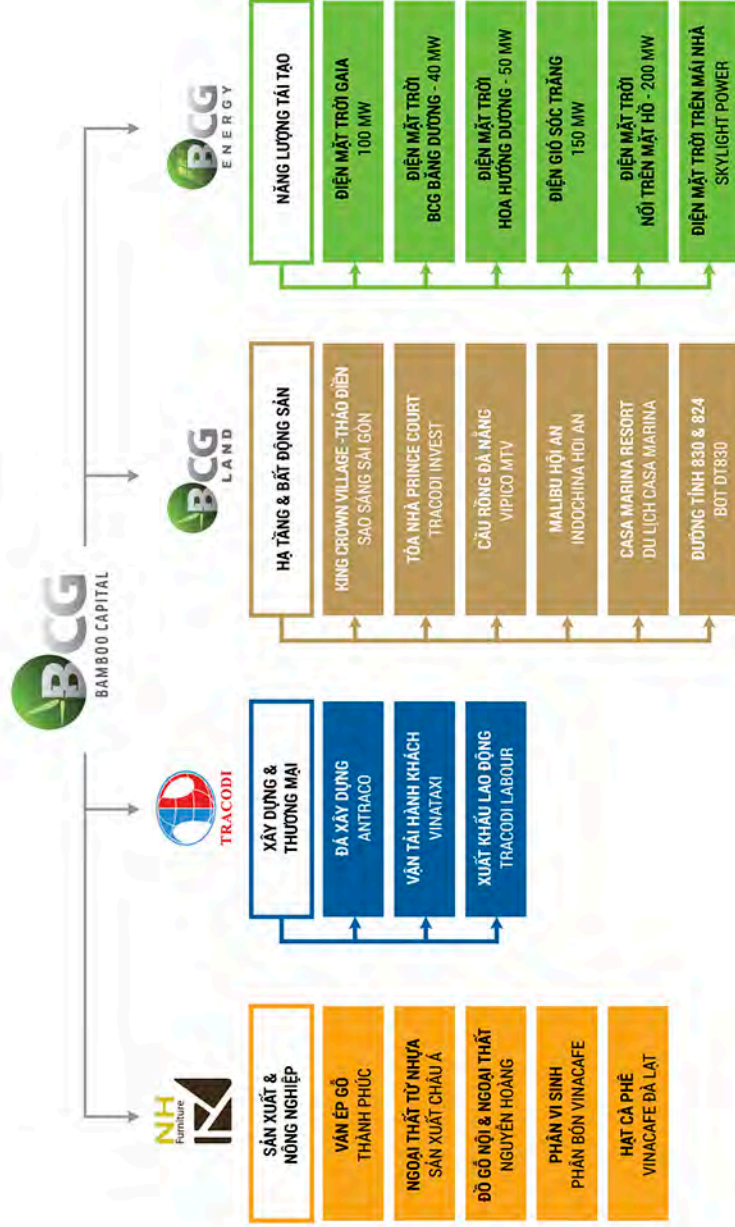 BCG
BAMBOO CAPITAL
NH
Furniture
SẢN XUẤT &
NÔNG NGHIỆP
VÁN ÉP GỖ
THÀNH PHÚC
NGOẠI THẤT TỪ NHỰA
SẢN XUẤT CHÂU Á
ĐỒ GỖ NỘI & NGOẠI THẤT
NGUYỄN HOÀNG
PHÂN VI SINH
PHÂN BÓN VINACAFE
HẠT CÀ PHÊ
VINACAFE ĐÀ LẠT
TRACODI
XÂY DỰNG &
THƯƠNG MẠI
ĐÁ XÂY DỰNG
ANTRACO
VẬN TẢI HÀNH KHÁCH
VINATAXI
XUẤT KHẨU LAO ĐỘNG
TRACODI LABOUR
BCG
LAND
HẠ TẦNG & BẤT ĐỘNG SẢN
KING CROWN VILLAGE -THẢO ĐIỀN
SAO SÁNG SÀI GÒN
TÒA NHÀ PRINCE COURT
TRACODI INVEST
CẦU RỒNG ĐÀ NẴNG
VIPICO MTV
MALIBU HỘI AN
INDOCHINA HOI AN
CASA MARINA RESORT
DU LỊCH CASA MARINA
ĐƯỜNG TỈNH 830 & 824
BOT DT830
BCG
ENERGY
NĂNG LƯỢNG TÁI TẠO
ĐIỆN MẶT TRỜI GAIA
100 MW
ĐIỆN MẶT TRỜI
BCG BĂNG DƯƠNG - 40 MW
ĐIỆN MẶT TRỜI
HOA HƯỚNG DƯƠNG - 50 MW
ĐIỆN GIÓ SÓC TRĂNG
150 MW
ĐIỆN MẶT TRỜI
NỔI TRÊN MẶT HỒ - 200 MW
ĐIỆN MẶT TRỜI TRÊN MÁI NHÀ
SKYLIGHT POWER